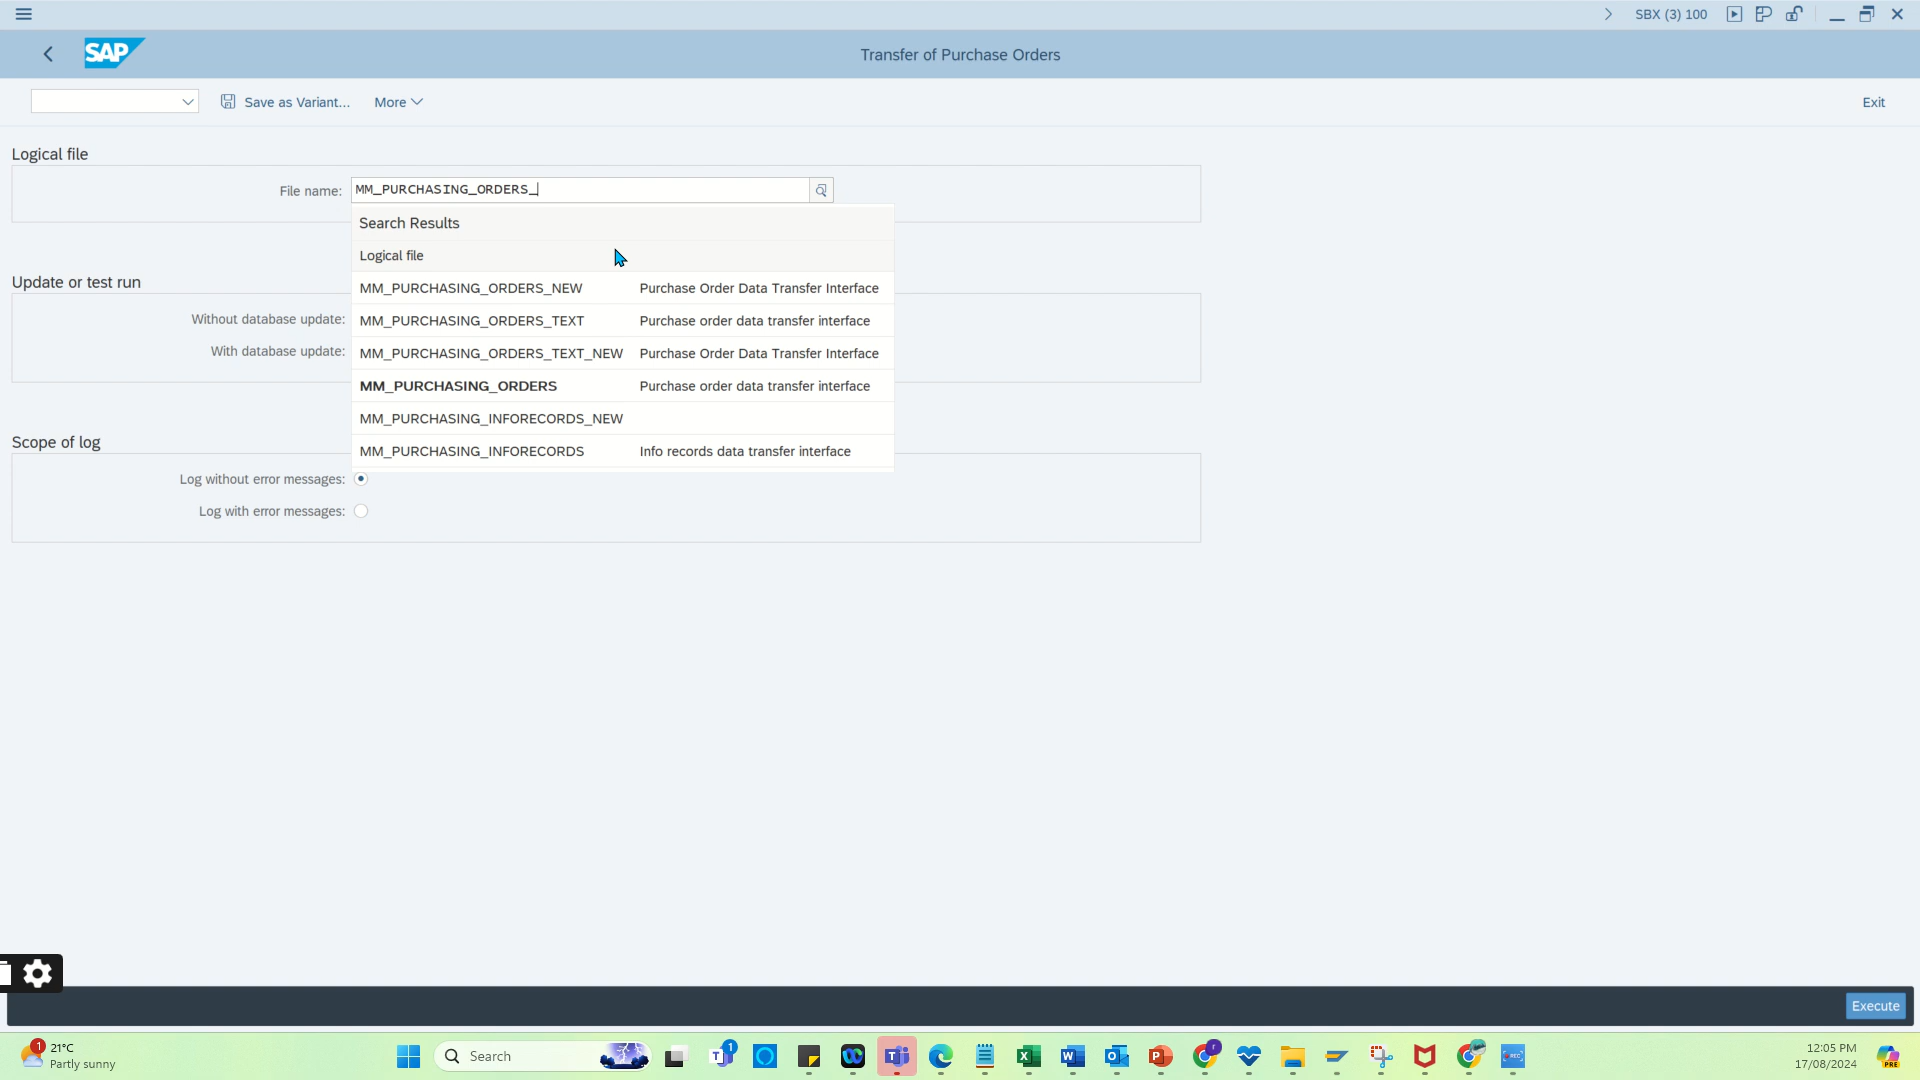 SBX (3) 100
SAP
Transfer of Purchase Orders
Save as Variant...
More
Exit
Logical file
File name: MM_PURCHASING_ORDERS_
Search Results
Logical file
MM_PURCHASING_ORDERS_NEW Purchase Order Data Transfer Interface
MM_PURCHASING_ORDERS_TEXT Purchase order data transfer interface
MM_PURCHASING_ORDERS_TEXT_NEW Purchase Order Data Transfer Interface
MM_PURCHASING_ORDERS Purchase order data transfer interface
MM_PURCHASING_INFORECORDS_NEW
MM_PURCHASING_INFORECORDS Info records data transfer interface
Update or test run
Without database update:
With database update:
Scope of log
Log without error messages:
Log with error messages:
Execute
1
21°C
Partly sunny
Search
1
12:05 PM
17/08/2024